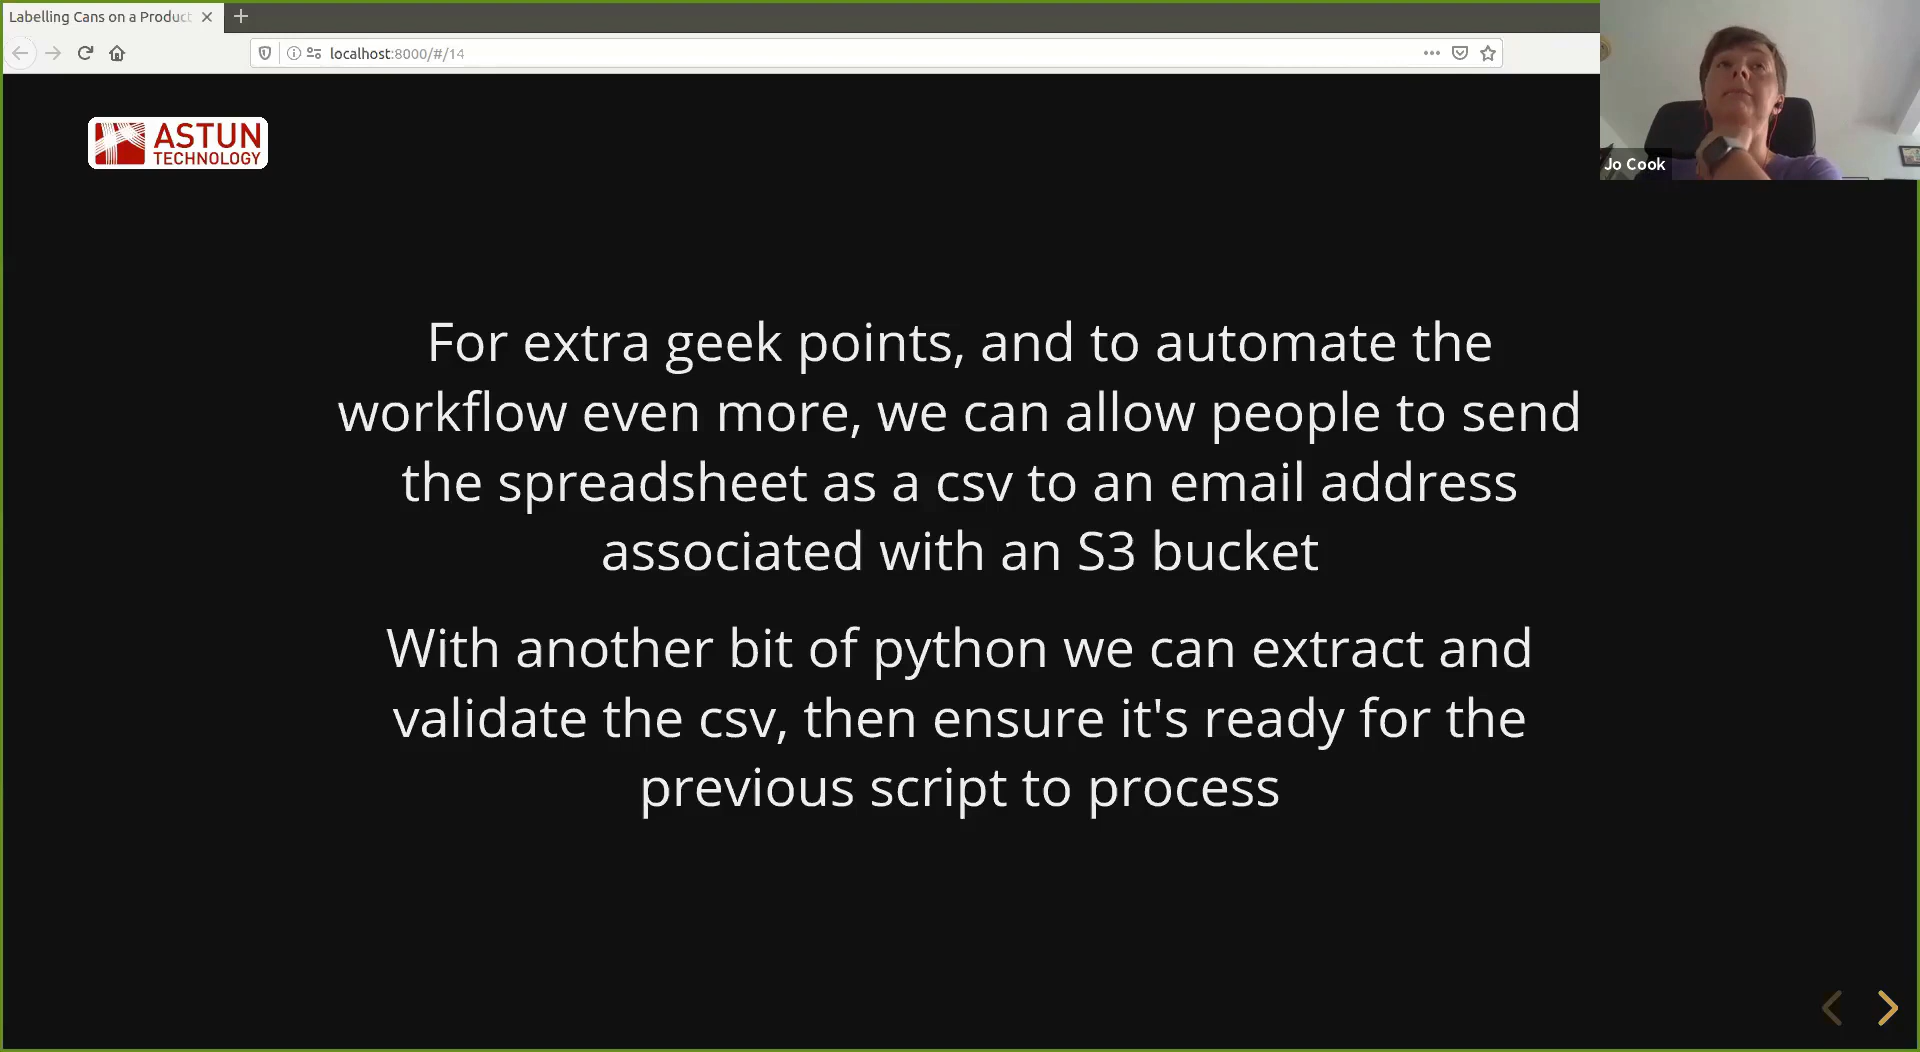 Labelling Cans on a Product
localhost:8000/#/14
Jo Cook
ASTUN
TECHNOLOGY
For extra geek points, and to automate the
workflow even more, we can allow people to send
the spreadsheet as a csv to an email address
associated with an S3 bucket
With another bit of python we can extract and
validate the csv, then ensure it's ready for the
previous script to process